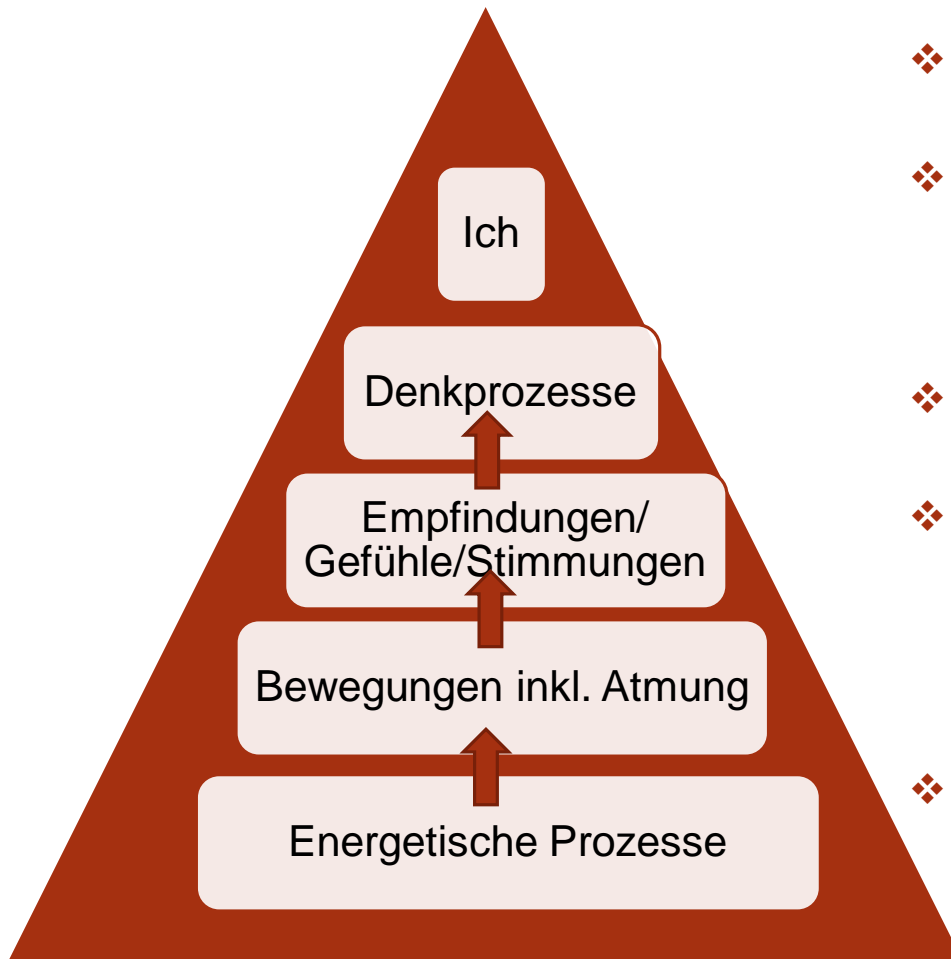 Ich
Denkprozesse
Empfindungen/
Gefühle/Stimmungen
Bewegungen inkl. Atmung
Energetische Prozesse